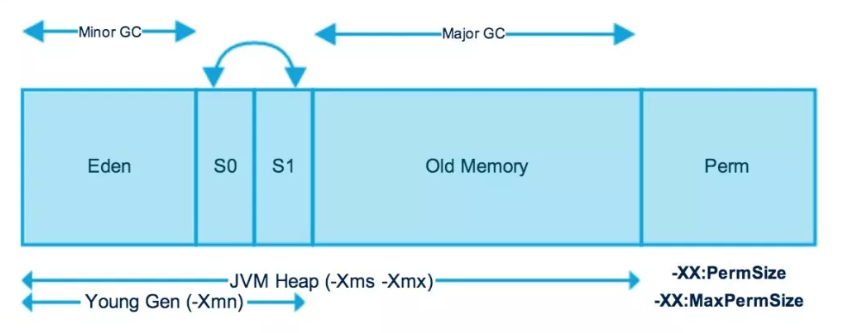 Minor GC
Major GC
Eden
S0
S1
Old Memory
Perm
JVM Heap (-Xms -Xmx)
-XX:PermSize
Young Gen (-Xmn)
-XX:MaxPermSize